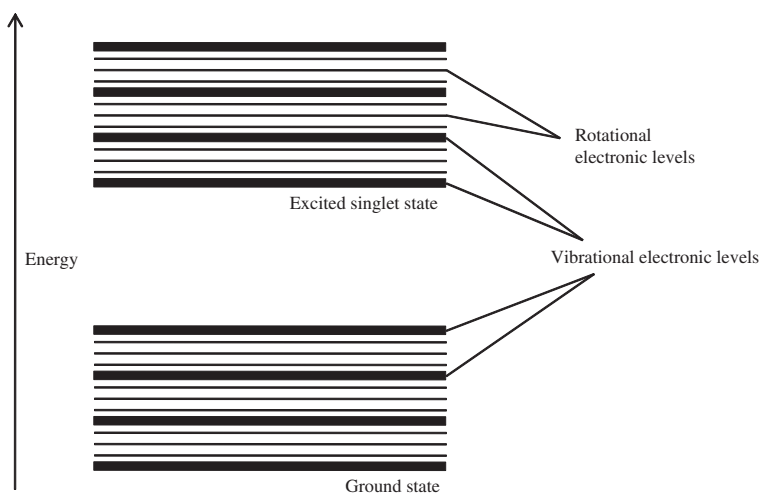 Rotational
electronic levels
Excited singlet state
Energy
Vibrational electronic levels
Ground state